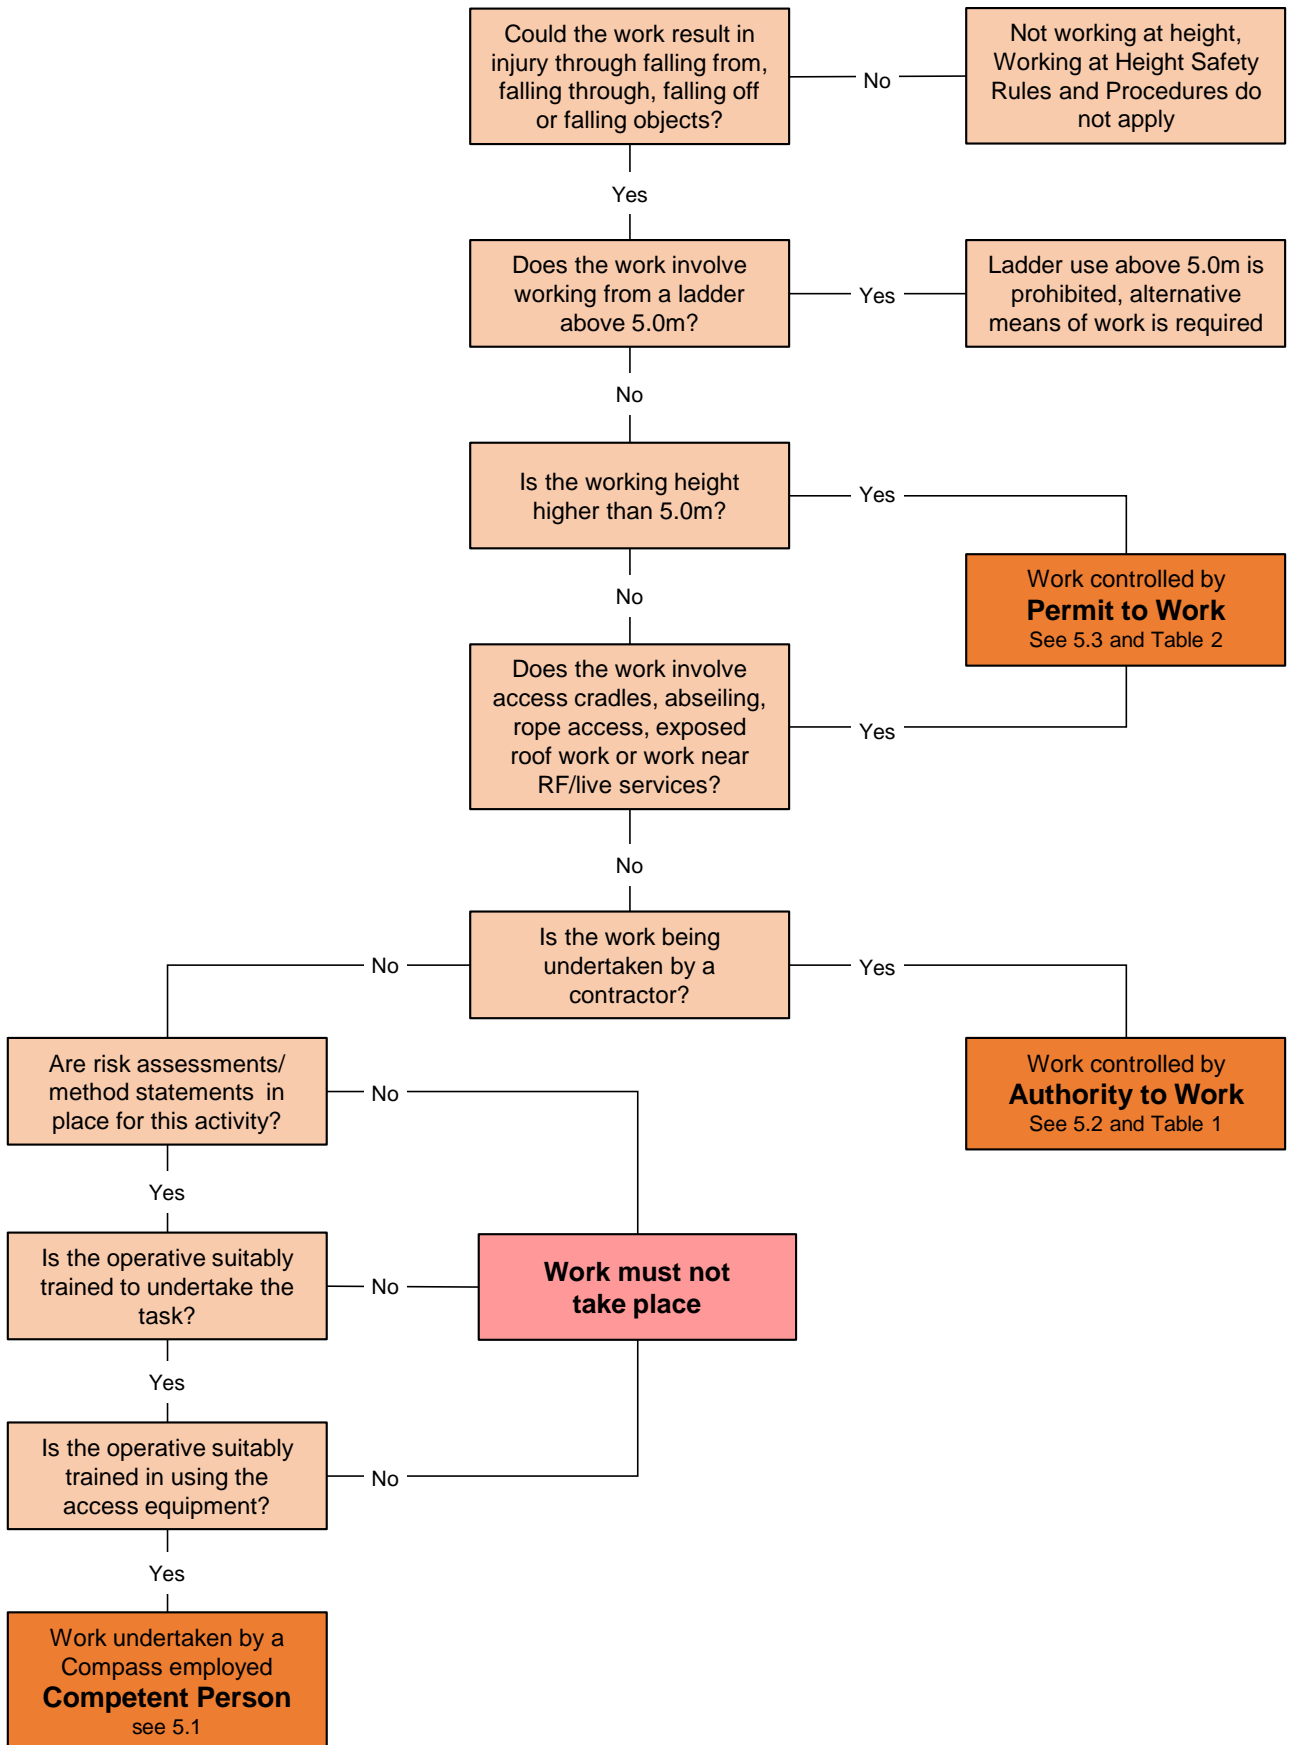 Could the work result in
injury through falling from,
falling through, falling off
or falling objects?
No
Not working at height,
Working at Height Safety
Rules and Procedures do
not apply
Yes
Does the work involve
working from a ladder
above 5.0m?
Yes
Ladder use above 5.0m is
prohibited, alternative
means of work is required
No
Is the working height
higher than 5.0m?
Yes
No
Work controlled by
Permit to Work
See 5.3 and Table 2
Does the work involve
access cradles, abseiling,
rope access, exposed
roof work or work near
RF/live services?
Yes
No
Is the work being
undertaken by a
contractor?
No
Yes
Are risk assessments/
method statements in
place for this activity?
No
Work controlled by
Authority to Work
See 5.2 and Table 1
Yes
Is the operative suitably
trained to undertake the
task?
No
Work must not
take place
Yes
Is the operative suitably
trained in using the
access equipment?
No
Yes
Work undertaken by a
Compass employed
Competent Person
see 5.1